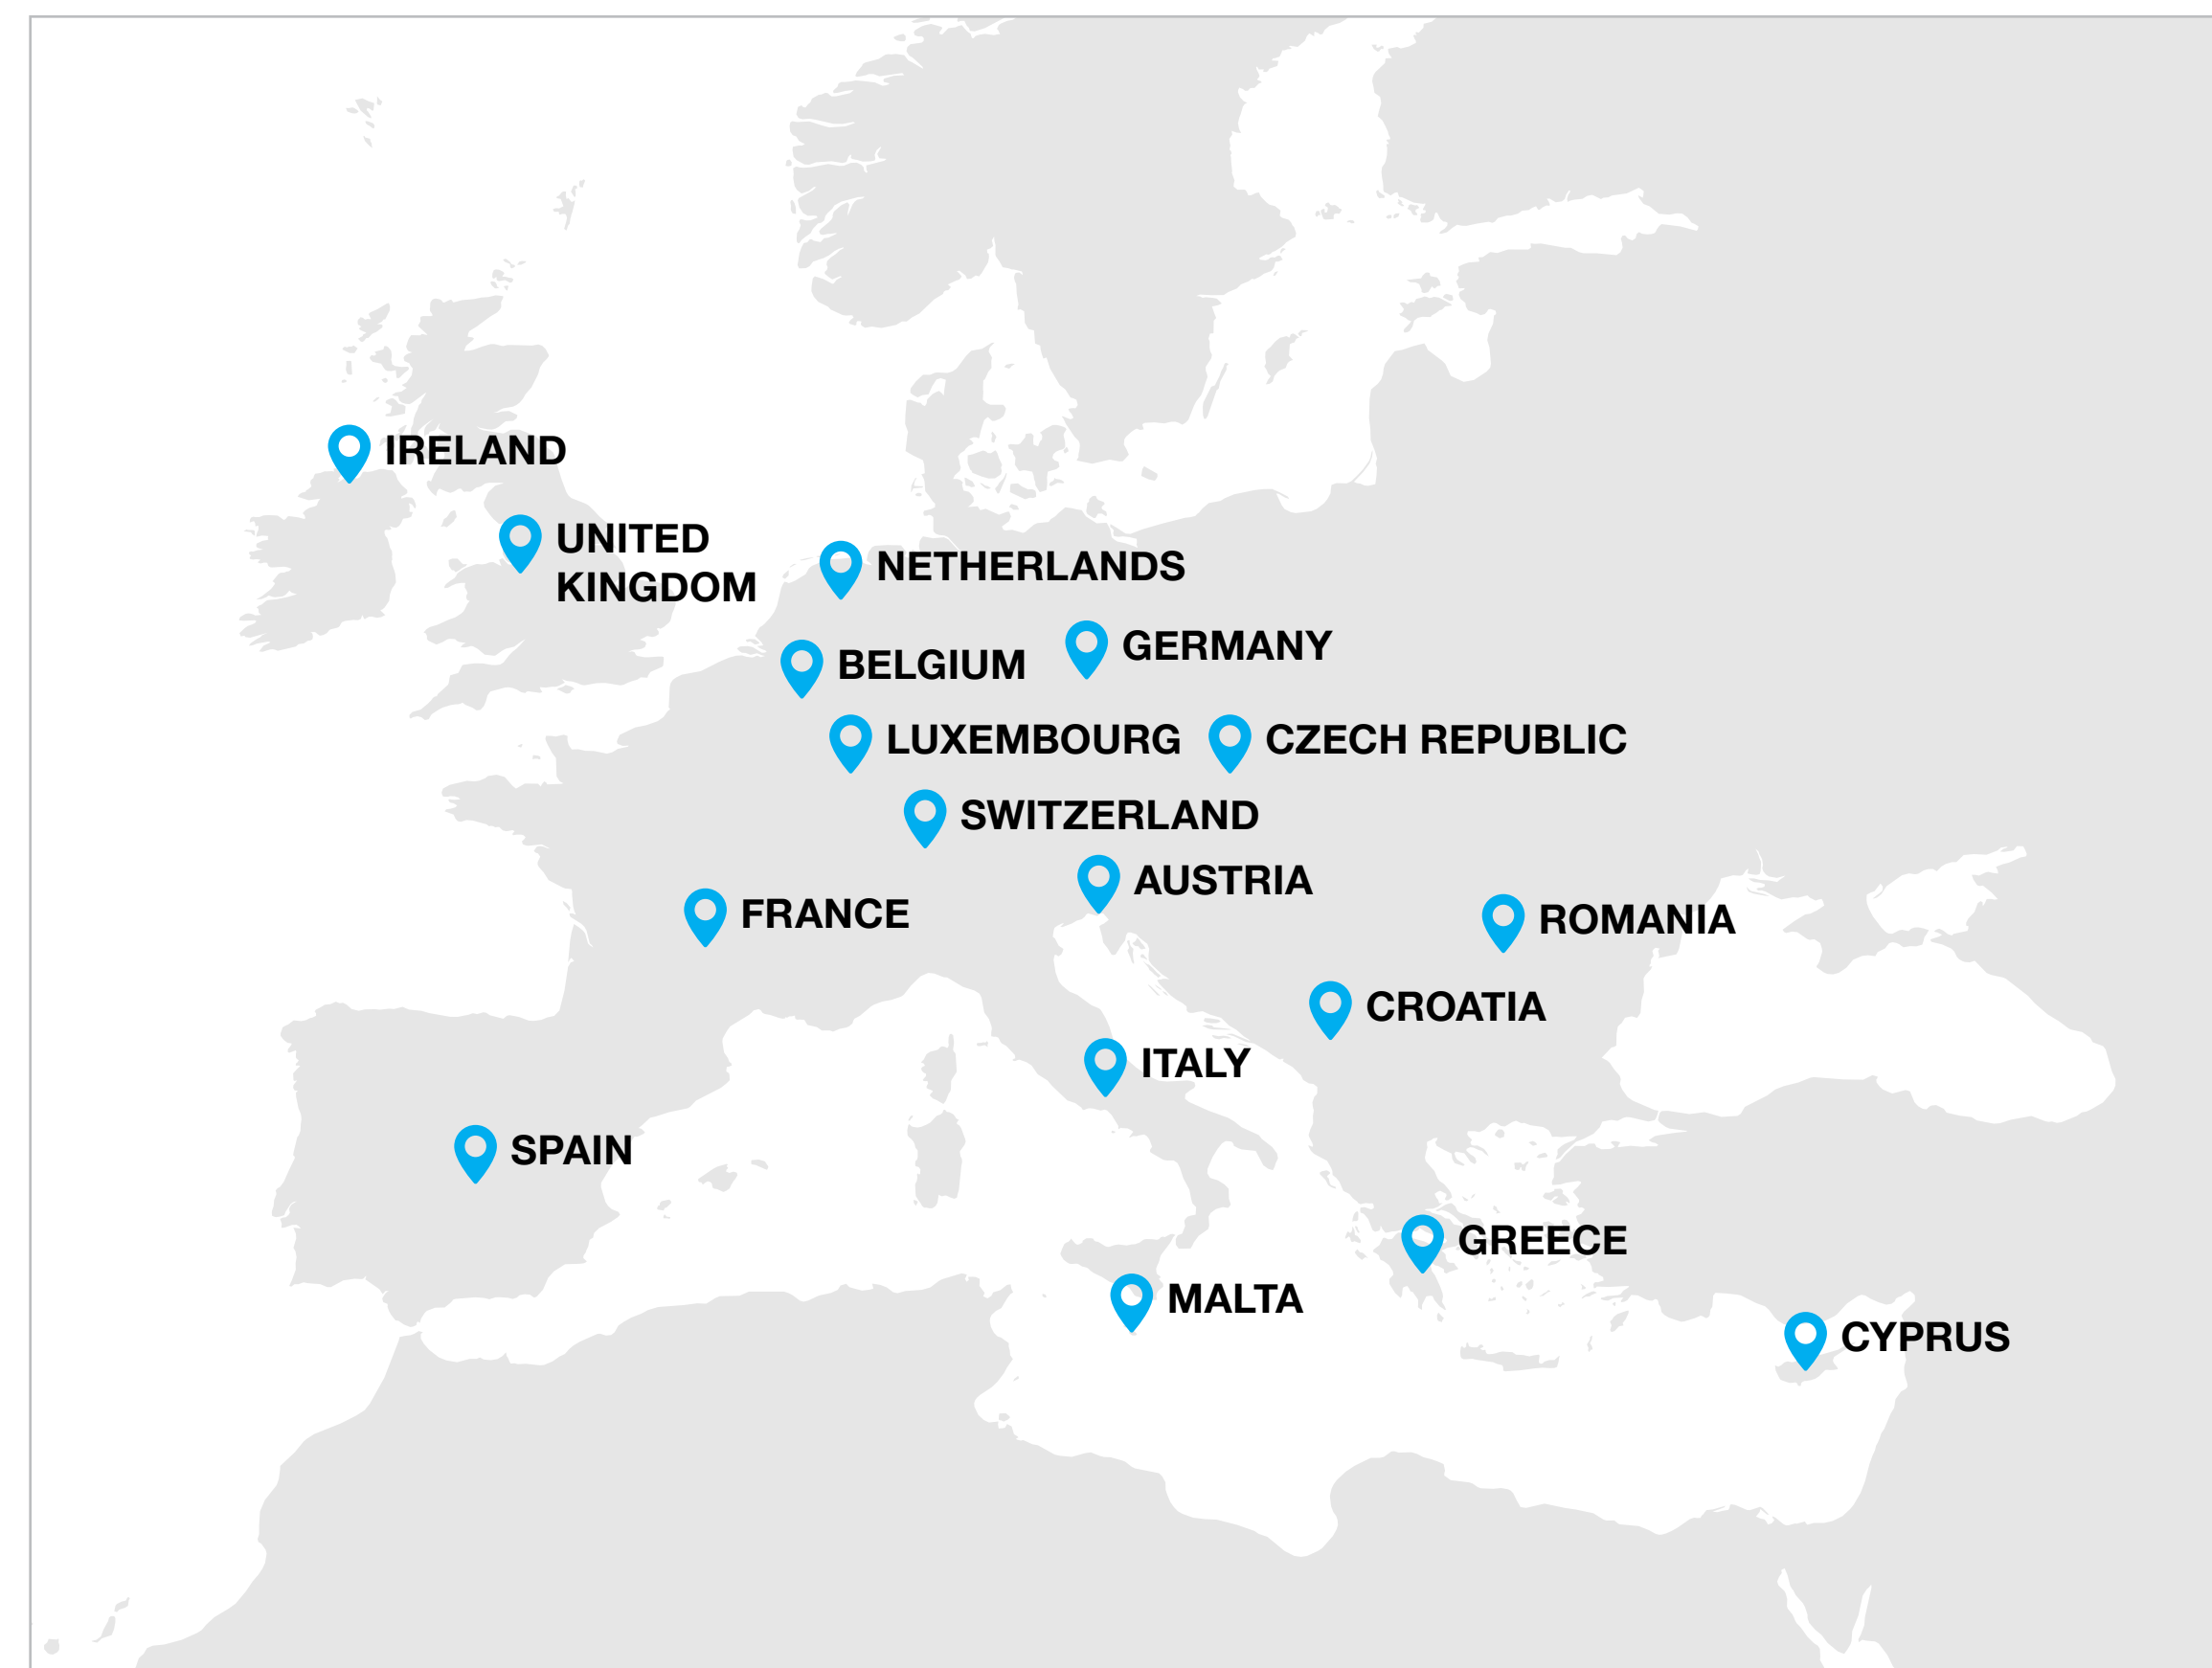 IRELAND
UNITED
KINGDOM
NETHERLANDS
GERMANY
BELGIUM
LUXEMBOURG
CZECH REPUBLIC
SWITZERLAND
AUSTRIA
FRANCE
ROMANIA
CROATIA
ITALY
SPAIN
GREECE
MALTA
CYPRUS